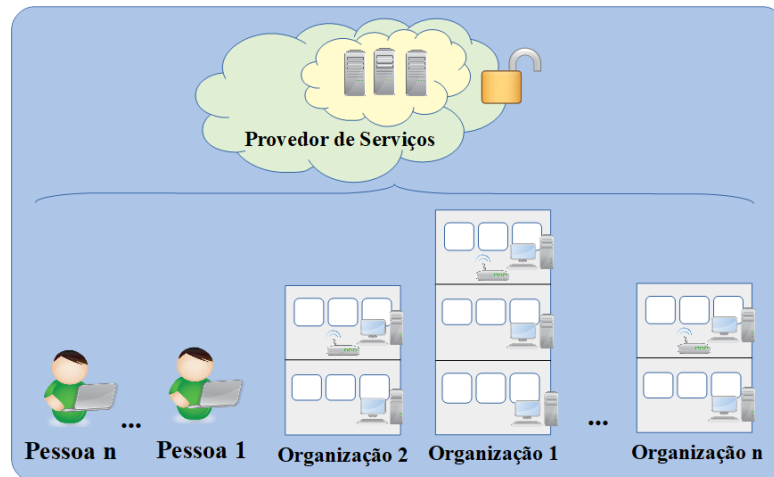 Provedor de Serviços
Pessoa n
...
Pessoa 1
Organização 2
Organização 1
...
Organização n